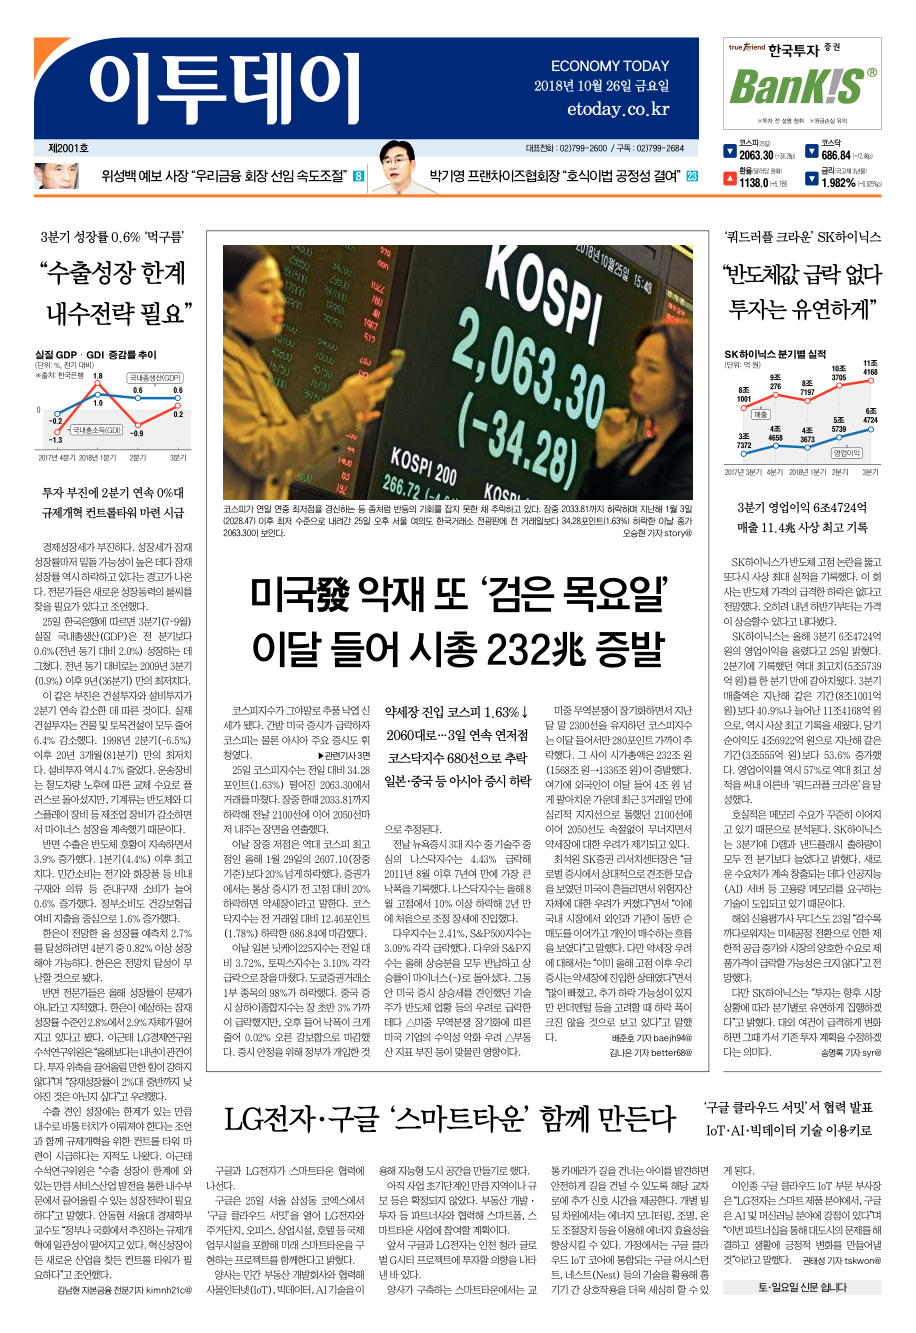 이투데이
ECONOMY TODAY
2018년 10월 26일 금요일
etoday.co.kr
true friend 한국투자 증권
BanK!S®
※투자 전 설명 청취 ※원금손실 유의
제2001호
대표전화 : 02)799-2600 / 구독 : 02)799-2684
위성백 예보 사장 “우리금융 회장 선임 속도조절” 8
박기영 프랜차이즈협회장 “호식이법 공정성 결여” 23
코스피(25일)
2063.30 (-34.28p)
코스닥
686.84 (-12.46p)
환율(달러당 원화)
1138.0 (+5.7원)
금리(국고채 3년물)
1.982% (-0.025%p)
3분기 성장률 0.6% ‘먹구름’
“수출성장 한계
내수전략 필요”
실질 GDP · GDI 증감률 추이
(단위: %, 전기 대비)
※출처: 한국은행
국내총생산(GDP)
국내총소득(GDI)
0
-0.2
-1.3
1.8
1.0
0.6
-0.9
0.6
0.2
2017년 4분기 2018년 1분기 2분기 3분기
투자 부진에 2분기 연속 0%대
규제개혁 컨트롤타워 마련 시급
경제성장세가 부진하다. 성장세가 잠재
성장률마저 밑돌 가능성이 높은 데다 잠재
성장률 역시 하락하고 있다는 경고가 나온
다. 전문가들은 새로운 성장동력의 불씨를
찾을 필요가 있다고 조언했다.
25일 한국은행에 따르면 3분기(7~9월)
실질 국내총생산(GDP)은 전 분기보다
0.6%(전년 동기 대비 2.0%) 성장하는 데
그쳤다. 전년 동기 대비로는 2009년 3분기
(0.9%) 이후 9년(36분기) 만의 최저치다.
이 같은 부진은 건설투자와 설비투자가
2분기 연속 감소한 데 따른 것이다. 실제
건설투자는 건물 및 토목건설이 모두 줄어
6.4% 감소했다. 1998년 2분기(-6.5%)
이후 20년 3개월(81분기) 만의 최저치
다. 설비투자 역시 4.7% 줄었다. 운송장비
는 철도차량 노후에 따른 교체 수요로 플
러스로 돌아섰지만, 기계류는 반도체와 디
스플레이 장비 등 제조업 장비가 감소하면
서 마이너스 성장을 계속했기 때문이다.
반면 수출은 반도체 호황이 지속하면서
3.9% 증가했다. 1분기(4.4%) 이후 최고
치다. 민간소비는 전기와 화장품 등 비내
구재와 의류 등 준내구재 소비가 늘어
0.6% 증가했다. 정부소비도 건강보험급
여비 지출을 중심으로 1.6% 증가했다.
한은이 전망한 올 성장률 예측치 2.7%
를 달성하려면 4분기 중 0.82% 이상 성장
해야 가능하다. 한은은 전망치 달성이 무
난할 것으로 봤다.
반면 전문가들은 올해 성장률이 문제가
아니라고 지적했다. 한은이 예상하는 잠재
성장률 수준인 2.8%에서 2.9% 자체가 떨어
지고 있다고 봤다. 이근태 LG경제연구원
수석연구위원은 “올해보다는 내년이 관건이
다. 투자 위축을 끌어올릴 만한 힘이 강하지
않다”며 “잠재성장률이 2%대 중반까지 낮
아진 것은 아닌지 싶다”고 우려했다.
수출 견인 성장에는 한계가 있는 만큼
내수로 바통 터치가 이뤄져야 한다는 조언
과 함께 규제개혁을 위한 컨트롤 타워 마
련이 시급하다는 지적도 나왔다. 이근태
수석연구위원은 “수출 성장이 한계에 와
있는 만큼 서비스산업 발전을 통한 내수부
문에서 끌어올릴 수 있는 성장전략이 필요
하다”고 말했다. 안동현 서울대 경제학부
교수도 “정부나 국회에서 추진하는 규제개
혁에 일관성이 떨어지고 있다. 혁신성장이
든 새로운 산업을 찾든 컨트롤 타워가 필
요하다”고 조언했다.
김남현 자본금융 전문기자 kimnh21c@
2018년10월25일 15:43
KOSPI
2,063.30
(-34.28)
KOSPI 200
266.72
코스피가 연일 연중 최저점을 경신하는 등 좀처럼 반등의 기회를 잡지 못한 채 추락하고 있다. 장중 2033.81까지 하락하며 지난해 1월 3일
(2028.47) 이후 최저 수준으로 내려간 25일 오후 서울 여의도 한국거래소 전광판에 전 거래일보다 34.28포인트(1.63%) 하락한 이날 종가
2063.30이 보인다. 오승현 기자 story@
미국發 악재 또 ‘검은 목요일’
이달 들어 시총 232兆 증발
코스피지수가 그야말로 추풍 낙엽 신
세가 됐다. 간밤 미국 증시가 급락하자
코스피는 물론 아시아 주요 증시도 휘
청였다. ▶관련기사 3면
25일 코스피지수는 전일 대비 34.28
포인트(1.63%) 떨어진 2063.30에서
거래를 마쳤다. 장중 한때 2033.81까지
하락해 전날 2100선에 이어 2050선마
저 내주는 장면을 연출했다.
이날 장중 저점은 역대 코스피 최고
점인 올해 1월 29일의 2607.10(장중
기준)보다 20% 넘게 하락했다. 증권가
에서는 통상 증시가 전 고점 대비 20%
하락하면 약세장이라고 말한다. 코스
닥지수는 전 거래일 대비 12.46포인트
(1.78%) 하락한 686.84에 마감했다.
이날 일본 닛케이225지수는 전일 대
비 3.72%, 토픽스지수는 3.10% 각각
급락으로 장을 마쳤다. 도쿄증권거래소
1부 종목의 98%가 하락했다. 중국 증
시 상하이종합지수는 장 초반 3% 가까
이 급락했지만, 오후 들어 낙폭이 크게
줄어 0.02% 오른 강보합으로 마감했
다. 증시 안정을 위해 정부가 개입한 것
약세장 진입 코스피 1.63%↓
2060대로…3일 연속 연저점
코스닥지수 680선으로 추락
일본·중국 등 아시아 증시 하락
으로 추정된다.
전날 뉴욕증시 3대 지수 중 기술주 중
심의 나스닥지수는 4.43% 급락해
2011년 8월 이후 7년여 만에 가장 큰
낙폭을 기록했다. 나스닥지수는 올해 8
월 고점에서 10% 이상 하락해 2년 만
에 처음으로 조정 장세에 진입했다.
다우지수는 2.41%, S&P500지수는
3.09% 각각 급락했다. 다우와 S&P지
수는 올해 상승분을 모두 반납하고 상
승률이 마이너스(-)로 돌아섰다. 그동
안 미국 증시 상승세를 견인했던 기술
주가 반도체 업황 등의 우려로 급락한
데다 △미중 무역분쟁 장기화에 따른
미국 기업의 수익성 악화 우려 △부동
산 지표 부진 등이 맞물린 영향이다.
미중 무역분쟁이 장기화하면서 지난
달 말 2300선을 유지하던 코스피지수
는 이달 들어서만 280포인트 가까이 추
락했다. 그 사이 시가총액은 232조 원
(1568조 원→1336조 원)이 증발했다.
여기에 외국인이 이달 들어 4조 원 넘
게 팔아치운 가운데 최근 3거래일 만에
심리적 지지선으로 통했던 2100선에
이어 2050선도 속절없이 무너지면서
약세장에 대한 우려가 제기되고 있다.
최석원 SK증권 리서치센터장은 “글
로벌 증시에서 상대적으로 견조한 모습
을 보였던 미국이 흔들리면서 위험자산
자체에 대한 우려가 커졌다”면서 “이에
국내 시장에서 외인과 기관이 동반 순
매도를 이어가고 개인이 매수하는 흐름
을 보였다”고 말했다. 다만 약세장 우려
에 대해서는 “이미 올해 고점 이후 우리
증시는 약세장에 진입한 상태였다”면서
“많이 빠졌고, 추가 하락 가능성이 있지
만 펀더멘털 등을 고려할 때 하락 폭이
크진 않을 것으로 보고 있다”고 말했
다. 배준호 기자 baejh94@
김나은 기자 better68@
‘쿼드러플 크라운’ SK하이닉스
“반도체값 급락 없다
투자는 유연하게”
SK하이닉스 분기별 실적
(단위: 억 원)
8조
1001
9조
276
8조
7197
10조
3705
11조
4168
매출
3조
7372
4조
4658
4조
3673
5조
5739
6조
4724
영업이익
2017년 3분기 4분기 2018년 1분기 2분기 3분기
3분기 영업이익 6조4724억
매출 11.4兆 사상 최고 기록
SK하이닉스가 반도체 고점 논란을 뚫고
또다시 사상 최대 실적을 기록했다. 이 회
사는 반도체 가격의 급격한 하락은 없다고
전망했다. 오히려 내년 하반기부터는 가격
이 상승할수 있다고 내다봤다.
SK하이닉스는 올해 3분기 6조4724억
원의 영업이익을 올렸다고 25일 밝혔다.
2분기에 기록했던 역대 최고치(5조5739
억 원)를 한 분기 만에 갈아치웠다. 3분기
매출액은 지난해 같은 기간(8조1001억
원)보다 40.9%나 늘어난 11조4168억 원
으로, 역시 사상 최고 기록을 세웠다. 당기
순이익도 4조6922억 원으로 지난해 같은
기간(3조555억 원)보다 53.6% 증가했
다. 영업이익률 역시 57%로 역대 최고 성
적을 써내 이른바 ‘쿼드러플 크라운’을 달
성했다.
호실적은 메모리 수요가 꾸준히 이어지
고 있기 때문으로 분석된다. SK하이닉스
는 3분기에 D램과 낸드플래시 출하량이
모두 전 분기보다 늘었다고 밝혔다. 새로
운 수요처가 계속 창출되는 데다 인공지능
(AI) 서버 등 고용량 메모리를 요구하는
기술이 도입되고 있기 때문이다.
해외 신용평가사 무디스도 23일 “갈수록
까다로워지는 미세공정 전환으로 인한 제
한적 공급 증가와 시장의 양호한 수요로 제
품가격이 급락할 가능성은 크지 않다”고 전
망했다.
다만 SK하이닉스는 “투자는 향후 시장
상황에 따라 분기별로 유연하게 집행하겠
다”고 밝혔다. 대외 여건이 급격하게 변화
하면 그때 가서 기존 투자 계획을 수정하겠
다는 의미다. 송영록 기자 syr@
LG전자·구글 ‘스마트타운’ 함께 만든다
‘구글 클라우드 서밋’서 협력 발표
IoT·AI·빅데이터 기술 이용키로
구글과 LG전자가 스마트타운 협력에
나선다.
구글은 25일 서울 삼성동 코엑스에서
‘구글 클라우드 서밋’을 열어 LG전자와
주거단지, 오피스, 상업시설, 호텔 등 국제
업무시설을 포함해 미래 스마트타운을 구
현하는 프로젝트를 함께한다고 밝혔다.
양사는 민간 부동산 개발회사와 협력해
사물인터넷(IoT), 빅데이터, AI 기술을 이
용해 지능형 도시 공간을 만들기로 했다.
아직 사업 초기단계인 만큼 지역이나 규
모 등은 확정되지 않았다. 부동산 개발·
투자 등 파트너사와 협력해 스마트폼, 스
마트타운 사업에 참여할 계획이다.
앞서 구글과 LG전자는 인천 청라 글로
벌 G시티 프로젝트에 투자할 의향을 나타
낸 바 있다.
양사가 구축하는 스마트타운에서는 교
통 카메라가 길을 건너는 아이를 발견하면
안전하게 길을 건널 수 있도록 해당 교차
로에 추가 신호 시간을 제공한다. 개별 빌
딩 차원에서는 에너지 모니터링, 조명, 온
도 조절장치 등을 이용해 에너지 효율성을
향상시킬 수 있다. 가정에서는 구글 클라
우드 IoT 코어에 통합되는 구글 어시스턴
트, 네스트(Nest) 등의 기술을 활용해 홈
기기 간 상호작용을 더욱 세심히 할 수 있
게 된다.
이인종 구글 클라우드 IoT 부문 부사장
은 “LG전자는 스마트 제품 분야에서, 구글
은 AI 및 머신러닝 분야에 강점이 있다”며
“이번 파트너십을 통해 대도시의 문제를 해
결하고 생활에 긍정적 변화를 만들어낼
것”이라고 말했다. 권태성 기자 tskwon@
토·일요일 신문 쉽니다